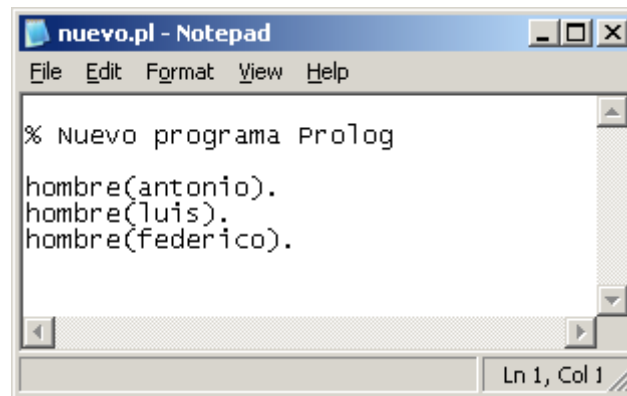 nuevo.pl - Notepad
File Edit Format View Help
% Nuevo programa Prolog
hombre(antonio).
hombre(luis).
hombre(federico).
Ln 1, Col 1